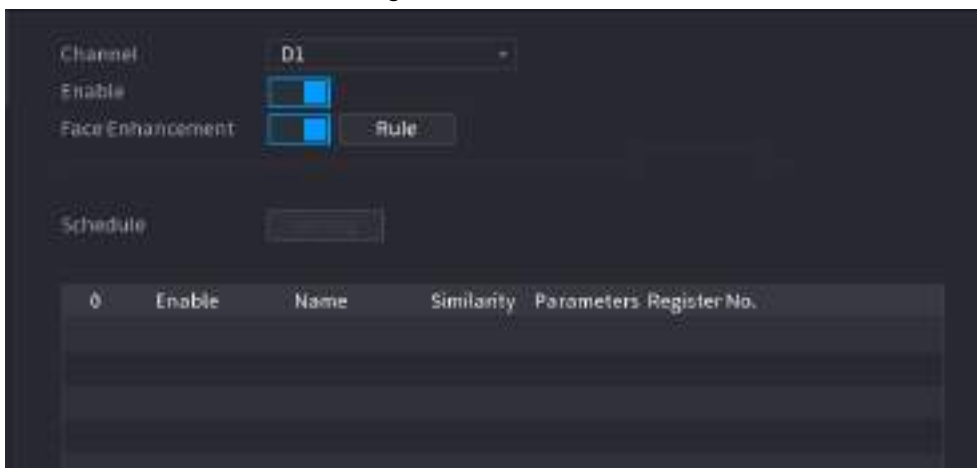 Channel D1
Enable
Face Enhancement Rule
Schedule
0 Enable Name Similarity Parameters Register No.